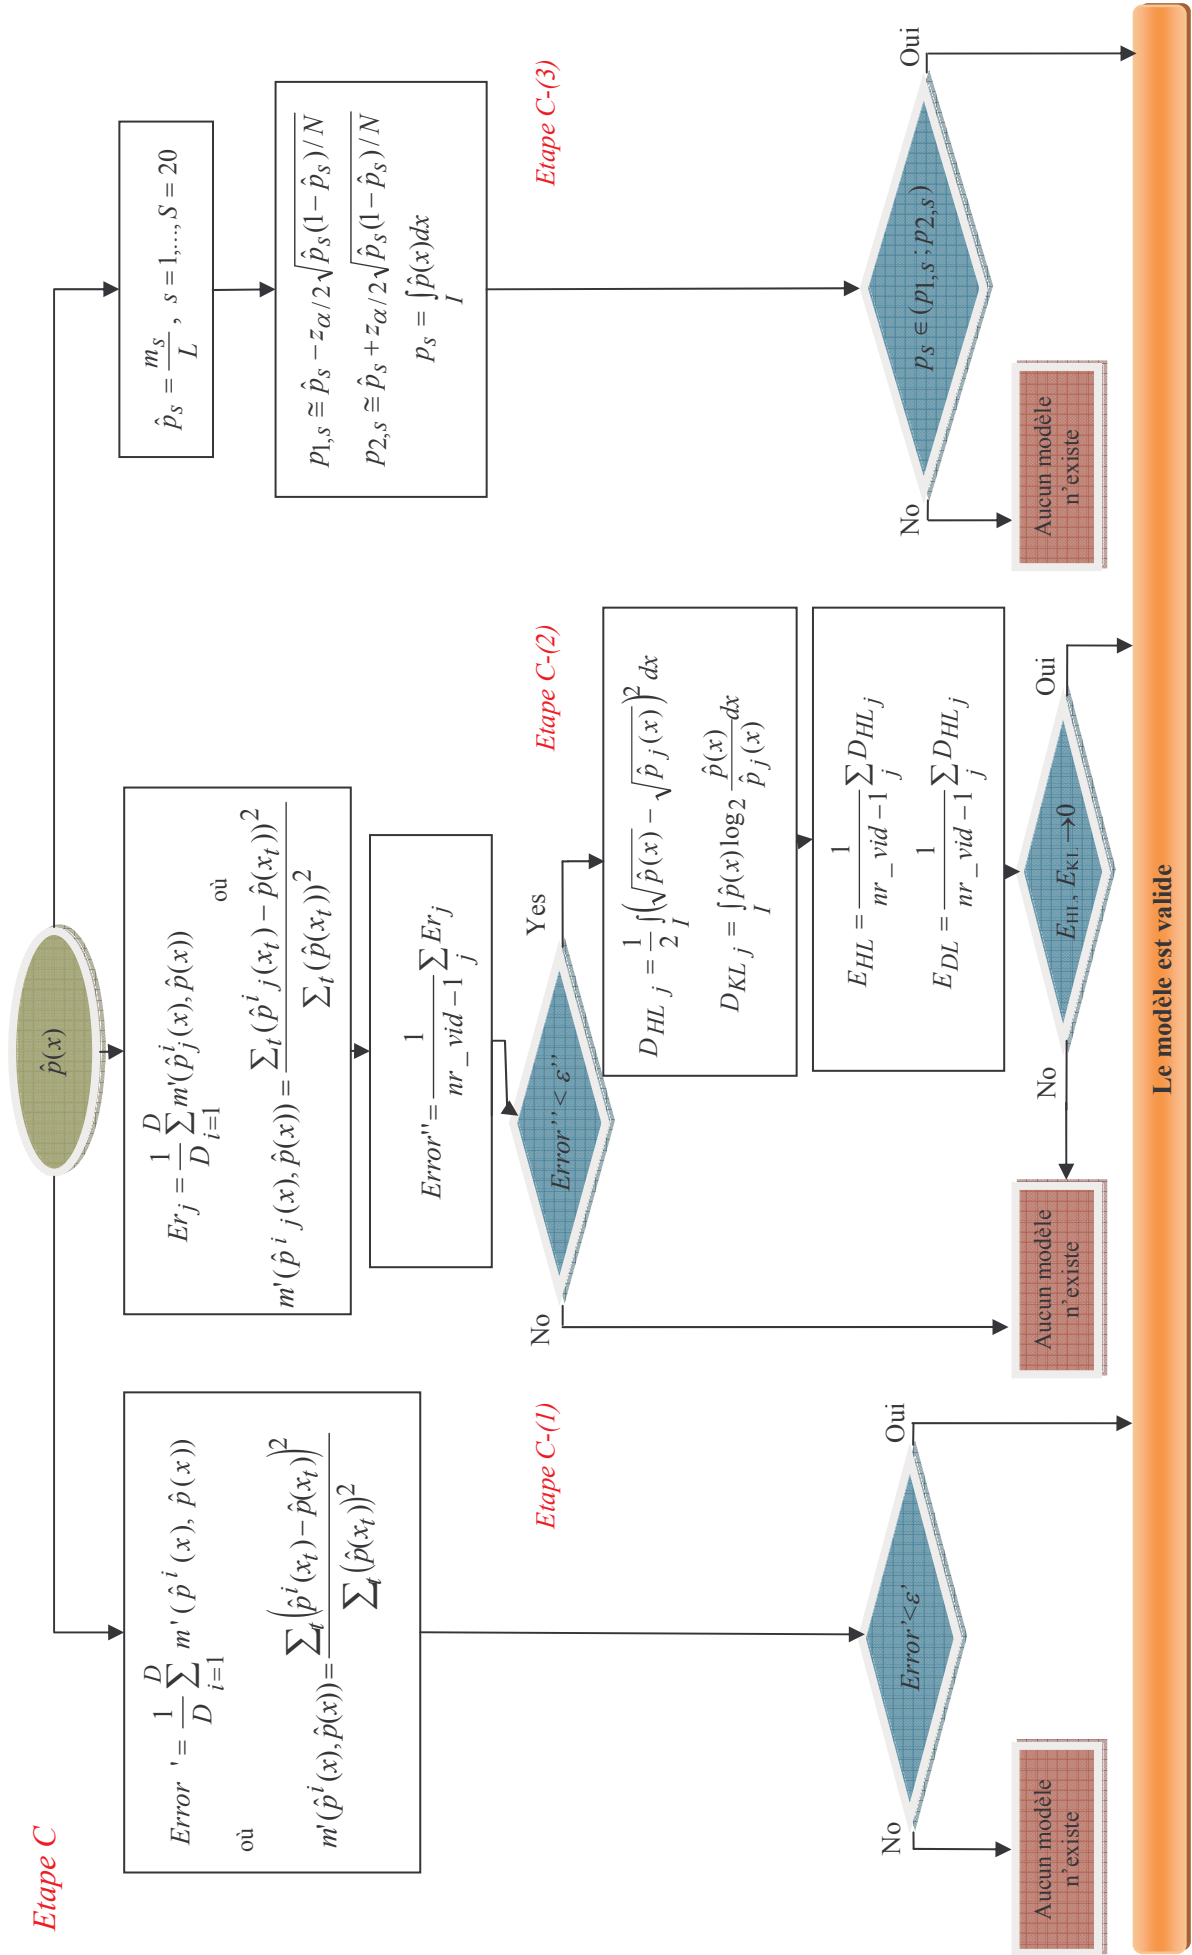 Etape C
p̂(x)
Error ' = 1/D ∑_{i=1}^{D} m'(p̂^i(x), p̂(x))
où
m'(p̂^i(x), p̂(x)) = ∑_t (p̂^i(x_t) − p̂(x_t))^2 / ∑_t (p̂(x_t))^2
Etape C-(1)
Error'<ε'
No
Oui
Aucun modèle
n'existe
Er_j = 1/D ∑_{i=1}^{D} m'(p̂^i_j(x), p̂(x))
où
m'(p̂^i_j(x), p̂(x)) = ∑_t (p̂^i_j(x_t) − p̂(x_t))^2 / ∑_t (p̂(x_t))^2
Error'' = 1/(nr_vid −1) ∑_j Er_j
Error''< ε''
No
Yes
Etape C-(2)
D_{HL j} = 1/2 ∫_I (√p̂(x) − √p̂_j(x))^2 dx
D_{KL j} = ∫_I p̂(x) log_2 p̂(x)/p̂_j(x) dx
E_{HL} = 1/(nr_vid −1) ∑_j D_{HL j}
E_{DL} = 1/(nr_vid −1) ∑_j D_{HL j}
E_{HL}, E_{KL} →0
No
Oui
Aucun modèle
n'existe
p̂_s = m_s/L , s = 1,..., S = 20
p_{1,s} ≅ p̂_s − z_{α/2} √(p̂_s(1− p̂_s)/N)
p_{2,s} ≅ p̂_s + z_{α/2} √(p̂_s(1− p̂_s)/N)
p_s = ∫_I p̂(x)dx
Etape C-(3)
p_s ∈ (p_{1,s} ; p_{2,s})
No
Oui
Aucun modèle
n'existe
Le modèle est valide